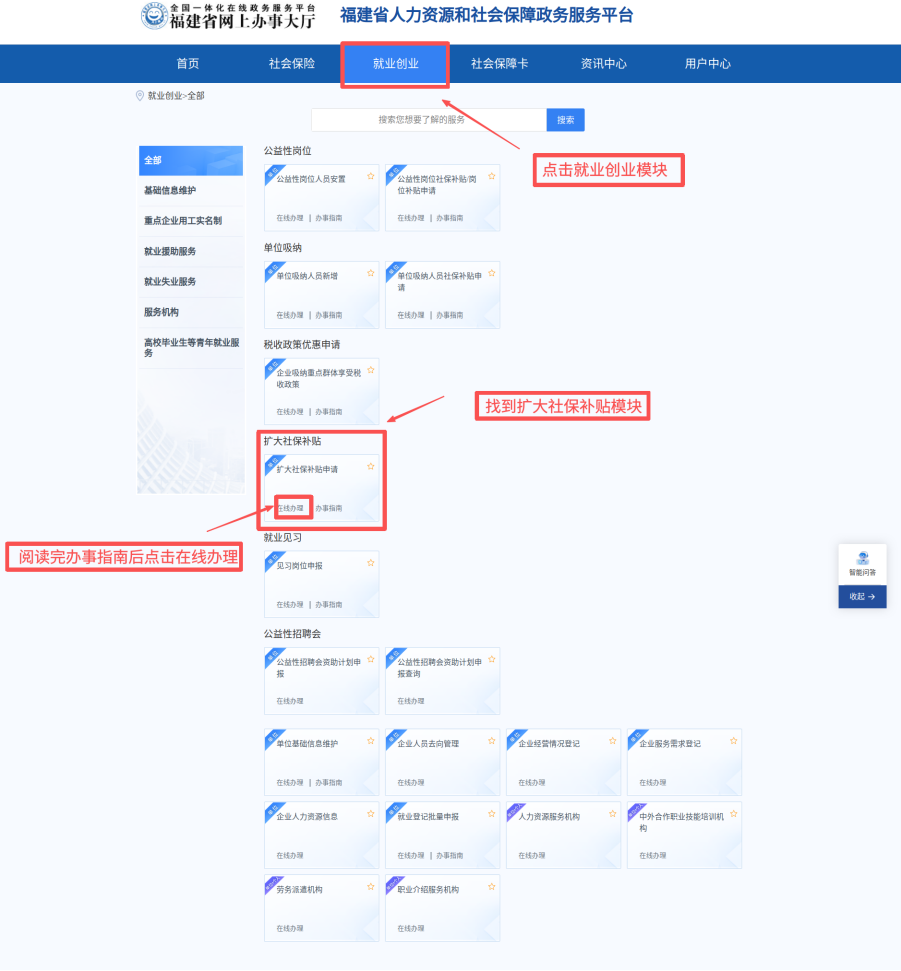 全国一体化在线政务服务平台
福建省网上办事大厅
福建省人力资源和社会保障政务服务平台
首页
社会保险
就业创业
社会保障卡
资讯中心
用户中心
就业创业>全部
搜索您想要了解的服务
搜索
点击就业创业模块
全部
基础信息维护
重点企业用工实名制
就业援助服务
就业失业服务
服务机构
高校毕业生等青年就业服
务
公益性岗位
单位
公益性岗位人员安置
在线办理 | 办事指南
单位
公益性岗位社保补贴/岗
位补贴申请
在线办理 | 办事指南
单位吸纳
单位
单位吸纳人员新增
在线办理 | 办事指南
单位
单位吸纳人员社保补贴申
请
在线办理 | 办事指南
税收政策优惠申请
单位
企业吸纳重点群体享受税
收政策
在线办理 | 办事指南
找到扩大社保补贴模块
扩大社保补贴
单位
扩大社保补贴申请
在线办理 | 办事指南
阅读完办事指南后点击在线办理
就业见习
单位
见习岗位申报
在线办理 | 办事指南
智能问答
收起 →
公益性招聘会
单位
公益性招聘会资助计划申
报
在线办理
单位
公益性招聘会资助计划申
报查询
在线办理
单位
单位基础信息维护
在线办理 | 办事指南
单位
企业人员去向管理
在线办理
单位
企业经营情况登记
在线办理
单位
企业服务需求登记
在线办理
单位
企业人力资源信息
在线办理
单位
就业登记批量申报
在线办理 | 办事指南
人力资源服务机构
在线办理
中外合作职业技能培训机
构
在线办理
劳务派遣机构
在线办理
职业介绍服务机构
在线办理